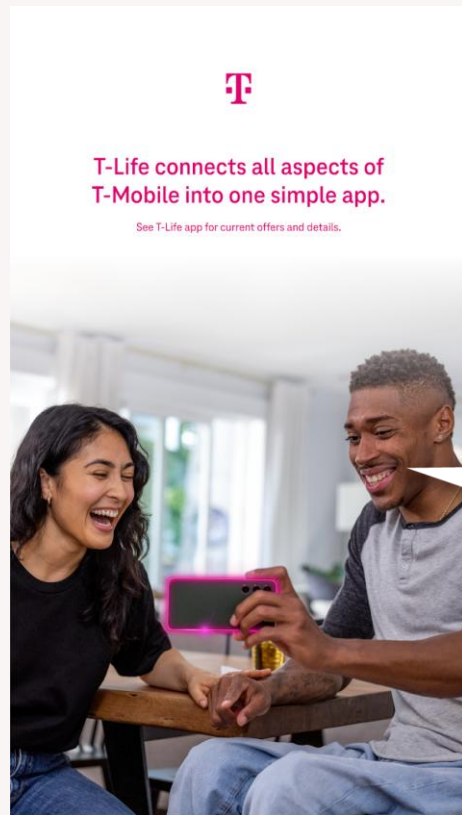 T
T-Life connects all aspects of
T-Mobile into one simple app.
See T-Life app for current offers and details.